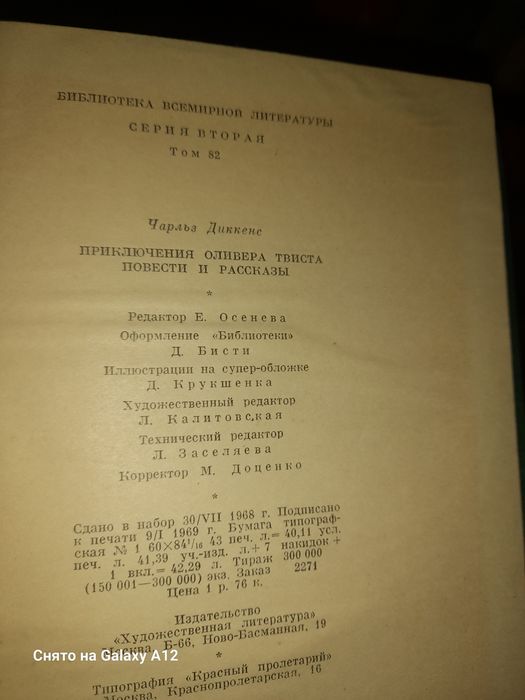 БИБЛИОТЕКА ВСЕМИРНОЙ ЛИТЕРАТУРЫ
СЕРИЯ ВТОРАЯ
Том 82
Чарльз Диккенс
ПРИКЛЮЧЕНИЯ ОЛИВЕРА ТВИСТА
ПОВЕСТИ И РАССКАЗЫ
*
Редактор Е. Осенева
Оформление «Библиотеки»
Д. Бисти
Иллюстрации на супер-обложке
Д. Крукшенка
Художественный редактор
Л. Калитовская
Технический редактор
Л. Заселяева
Корректор М. Доценко
*
Сдано в набор 30/VII 1968 г. Подписано
к печати 9/I 1969 г. Бумага типограф-
ская № 1 60×84 1/16 43 печ. л.= 40,11 усл.
печ. л. 41,39 уч.-изд. л.+ 7 накидок +
1 вкл.= 42,29 л. Тираж 300 000
(150 001—300 000) экз. Заказ 2271
Цена 1 р. 76 к.
Издательство
«Художественная литература»
Москва, Б-66, Ново-Басманная, 19
*
Типография «Красный пролетарий»
Москва, Краснопролетарская, 16
Снято на Galaxy A12